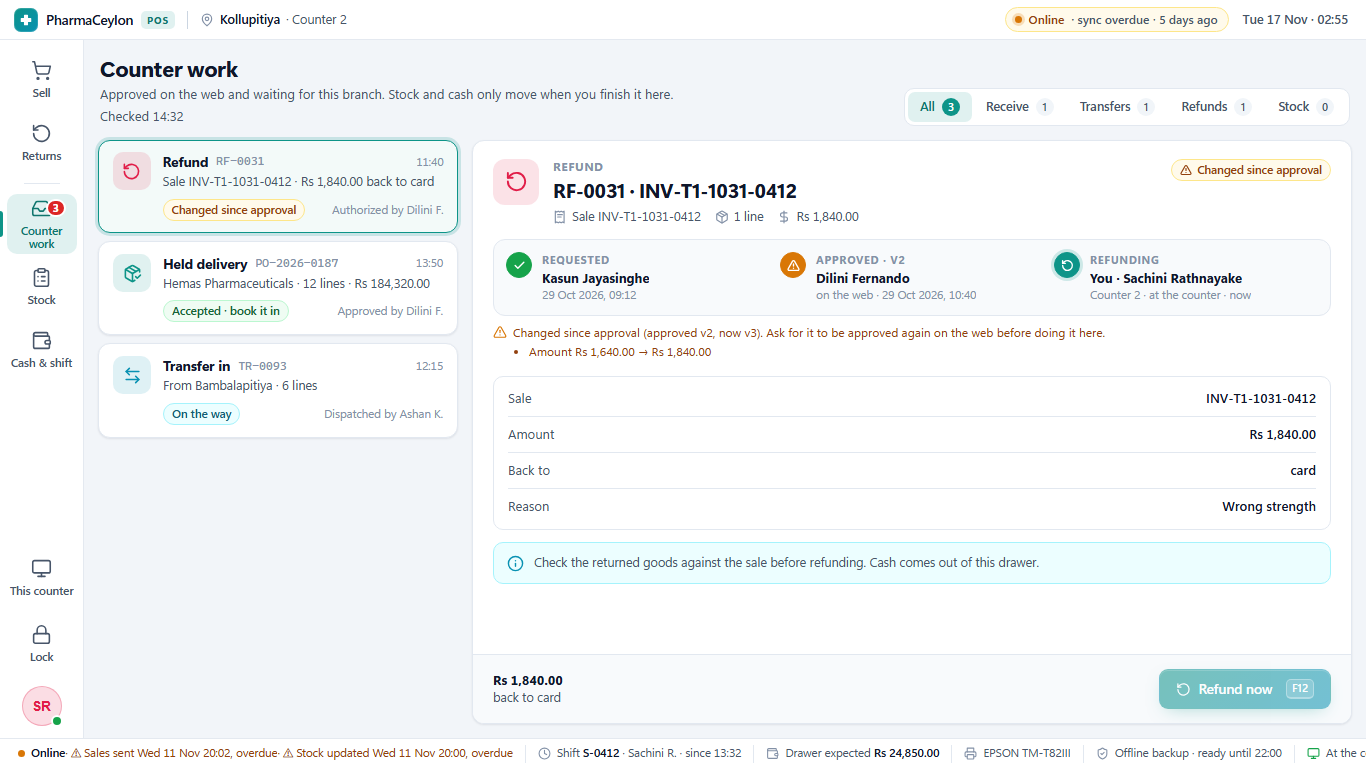 PharmaCeylon POS
Kollupitiya · Counter 2
Online · sync overdue · 5 days ago
Tue 17 Nov · 02:55
Sell
Returns
3
Counter work
Stock
Cash & shift
This counter
Lock
SR
Counter work
Approved on the web and waiting for this branch. Stock and cash only move when you finish it here.
Checked 14:32
All 3
Receive 1
Transfers 1
Refunds 1
Stock 0
Refund RF-0031 11:40
Sale INV-T1-1031-0412 · Rs 1,840.00 back to card
Changed since approval Authorized by Dilini F.
Held delivery PO-2026-0187 13:50
Hemas Pharmaceuticals · 12 lines · Rs 184,320.00
Accepted · book it in Approved by Dilini F.
Transfer in TR-0093 12:15
From Bambalapitiya · 6 lines
On the way Dispatched by Ashan K.
REFUND
Changed since approval
RF-0031 · INV-T1-1031-0412
Sale INV-T1-1031-0412 1 line Rs 1,840.00
REQUESTED
Kasun Jayasinghe
29 Oct 2026, 09:12
APPROVED · V2
Dilini Fernando
on the web · 29 Oct 2026, 10:40
REFUNDING
You · Sachini Rathnayake
Counter 2 · at the counter · now
Changed since approval (approved v2, now v3). Ask for it to be approved again on the web before doing it here.
• Amount Rs 1,640.00 → Rs 1,840.00
Sale INV-T1-1031-0412
Amount Rs 1,840.00
Back to card
Reason Wrong strength
Check the returned goods against the sale before refunding. Cash comes out of this drawer.
Rs 1,840.00
back to card
Refund now F12
Online · Sales sent Wed 11 Nov 20:02, overdue · Stock updated Wed 11 Nov 20:00, overdue
Shift S-0412 · Sachini R. · since 13:32
Drawer expected Rs 24,850.00
EPSON TM-T82III
Offline backup · ready until 22:00
At the c